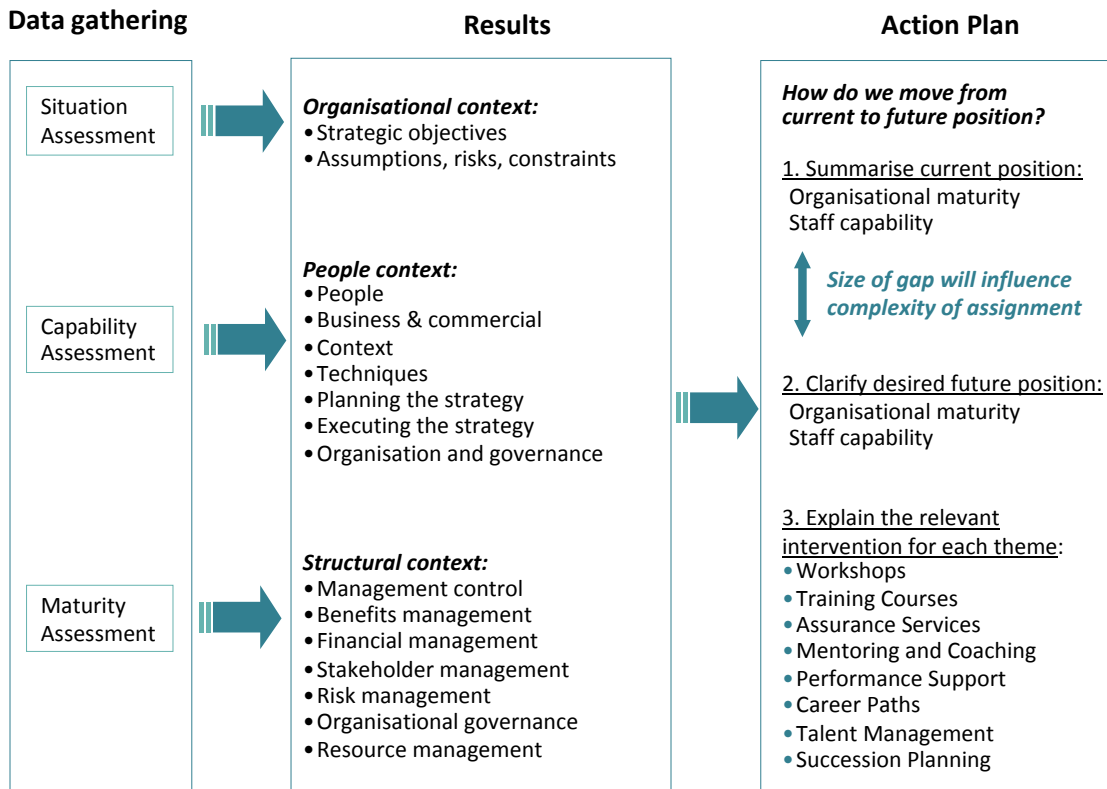 Data gathering
Situation
Assessment
Capability
Assessment
Maturity
Assessment
Results
Organisational context:
•Strategic objectives
•Assumptions, risks, constraints
People context:
•People
•Business & commercial
•Context
•Techniques
•Planning the strategy
•Executing the strategy
•Organisation and governance
Structural context:
•Management control
•Benefits management
•Financial management
•Stakeholder management
•Risk management
•Organisational governance
•Resource management
Action Plan
How do we move from
current to future position?
1. Summarise current position:
Organisational maturity
Staff capability
Size of gap will influence
complexity of assignment
2. Clarify desired future position:
Organisational maturity
Staff capability
3. Explain the relevant
intervention for each theme:
•Workshops
•Training Courses
•Assurance Services
•Mentoring and Coaching
•Performance Support
•Career Paths
•Talent Management
•Succession Planning